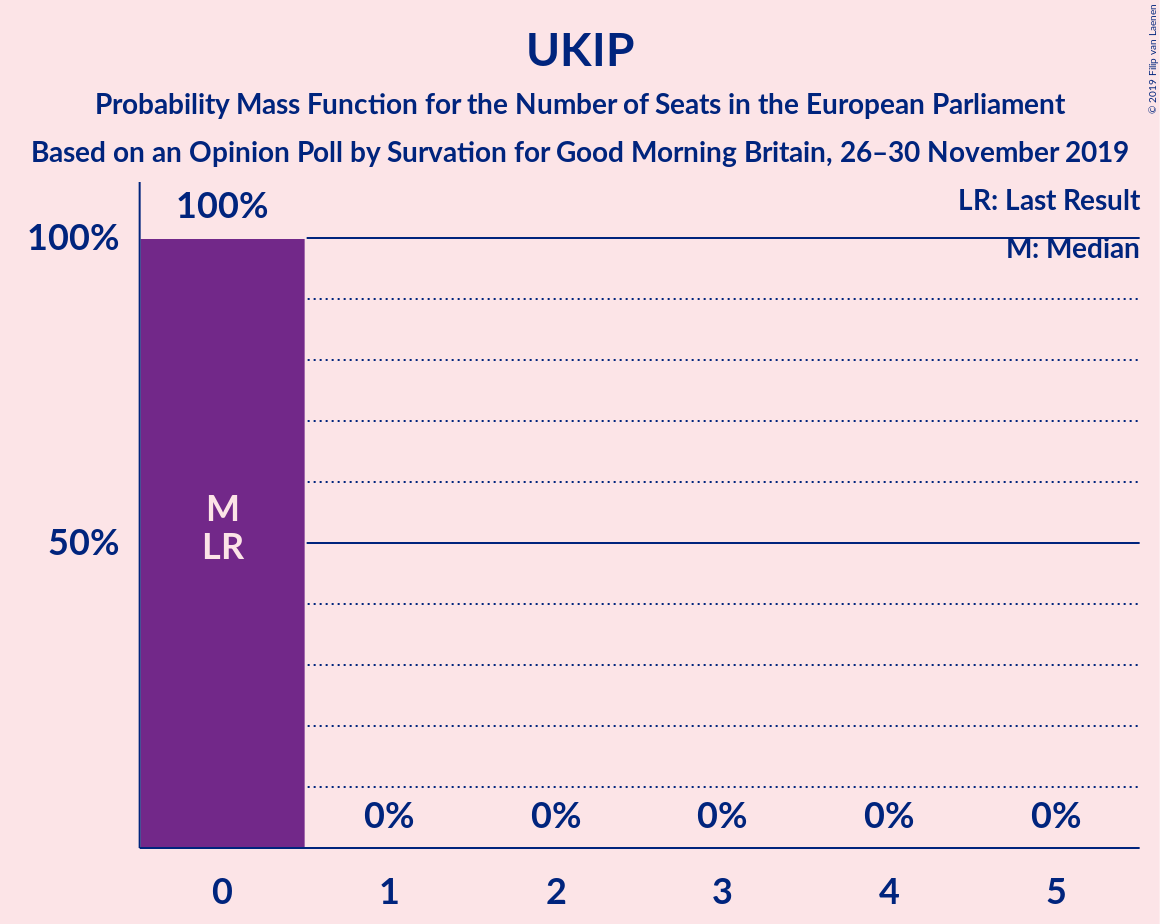 UKIP
Probability Mass Function for the Number of Seats in the European Parliament
Based on an Opinion Poll by Survation for Good Morning Britain, 26–30 November 2019
© 2019 Filip van Laenen
LR: Last Result
M: Median
100%
100%
50%
M
LR
0% 0% 0% 0% 0%
0 1 2 3 4 5